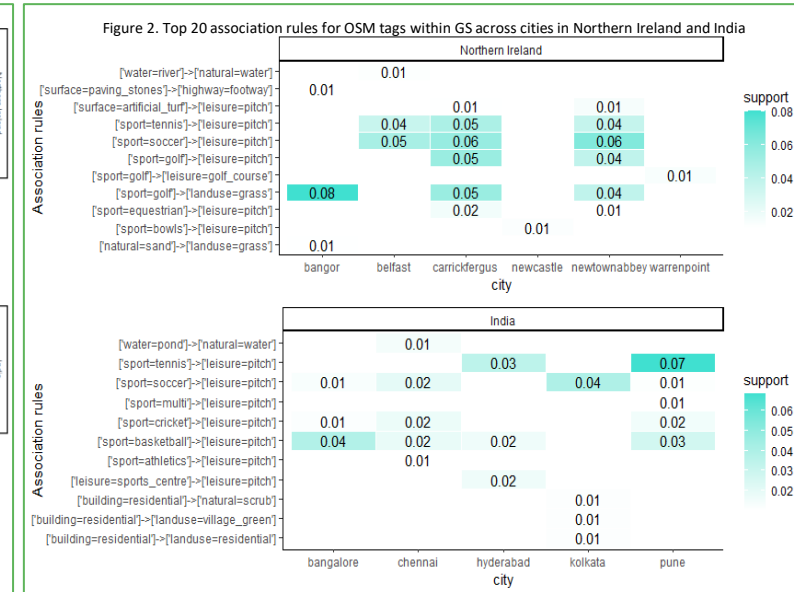 Figure 2. Top 20 association rules for OSM tags within GS across cities in Northern Ireland and India
Northern Ireland
Association rules
['water=river']->['natural=water'] 0.01
['surface=paving_stones']->['highway=footway'] 0.01
['surface=artificial_turf']->['leisure=pitch'] 0.01 0.01
['sport=tennis']->['leisure=pitch'] 0.04 0.05 0.04
['sport=soccer']->['leisure=pitch'] 0.05 0.06 0.06
['sport=golf']->['leisure=pitch'] 0.05 0.04
['sport=golf']->['leisure=golf_course'] 0.01
['sport=golf']->['landuse=grass'] 0.08 0.05 0.04
['sport=equestrian']->['leisure=pitch'] 0.02 0.01
['sport=bowls']->['leisure=pitch'] 0.01
['natural=sand']->['landuse=grass'] 0.01
bangor belfast carrickfergus newcastle newtownabbey warrenpoint
city
support
0.08
0.06
0.04
0.02
India
Association rules
['water=pond']->['natural=water'] 0.01
['sport=tennis']->['leisure=pitch'] 0.03 0.07
['sport=soccer']->['leisure=pitch'] 0.01 0.02 0.04 0.01
['sport=multi']->['leisure=pitch'] 0.01
['sport=cricket']->['leisure=pitch'] 0.01 0.02 0.02
['sport=basketball']->['leisure=pitch'] 0.04 0.02 0.02 0.03
['sport=athletics']->['leisure=pitch'] 0.01
['leisure=sports_centre']->['leisure=pitch'] 0.02
['building=residential']->['natural=scrub'] 0.01
['building=residential']->['landuse=village_green'] 0.01
['building=residential']->['landuse=residential'] 0.01
bangalore chennai hyderabad kolkata pune
city
support
0.06
0.05
0.04
0.03
0.02